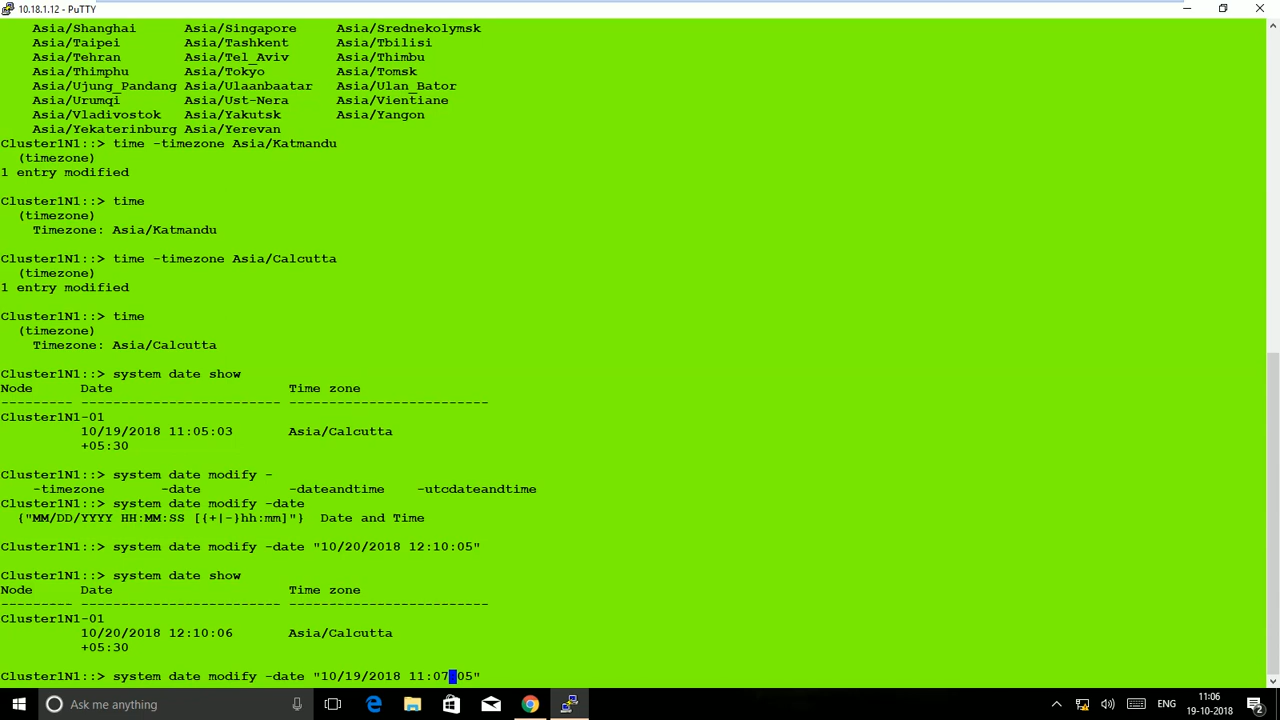 10.18.1.12 - PuTTY
Asia/Shanghai Asia/Singapore Asia/Srednekolymsk
Asia/Taipei Asia/Tashkent Asia/Tbilisi
Asia/Tehran Asia/Tel_Aviv Asia/Thimbu
Asia/Thimphu Asia/Tokyo Asia/Tomsk
Asia/Ujung_Pandang Asia/Ulaanbaatar Asia/Ulan_Bator
Asia/Urumqi Asia/Ust-Nera Asia/Vientiane
Asia/Vladivostok Asia/Yakutsk Asia/Yangon
Asia/Yekaterinburg Asia/Yerevan
Cluster1N1::> time -timezone Asia/Katmandu
(timezone)
1 entry modified
Cluster1N1::> time
(timezone)
Timezone: Asia/Katmandu
Cluster1N1::> time -timezone Asia/Calcutta
(timezone)
1 entry modified
Cluster1N1::> time
(timezone)
Timezone: Asia/Calcutta
Cluster1N1::> system date show
Node Date Time zone
--------- ------------------------- -------------------------
Cluster1N1-01
10/19/2018 11:05:03 Asia/Calcutta
+05:30
Cluster1N1::> system date modify -
-timezone -date -dateandtime -utcdateandtime
Cluster1N1::> system date modify -date
{"MM/DD/YYYY HH:MM:SS [{+|-}hh:mm]"} Date and Time
Cluster1N1::> system date modify -date "10/20/2018 12:10:05"
Cluster1N1::> system date show
Node Date Time zone
--------- ------------------------- -------------------------
Cluster1N1-01
10/20/2018 12:10:06 Asia/Calcutta
+05:30
Cluster1N1::> system date modify -date "10/19/2018 11:07:05"
Ask me anything
ENG
11:06
19-10-2018
2